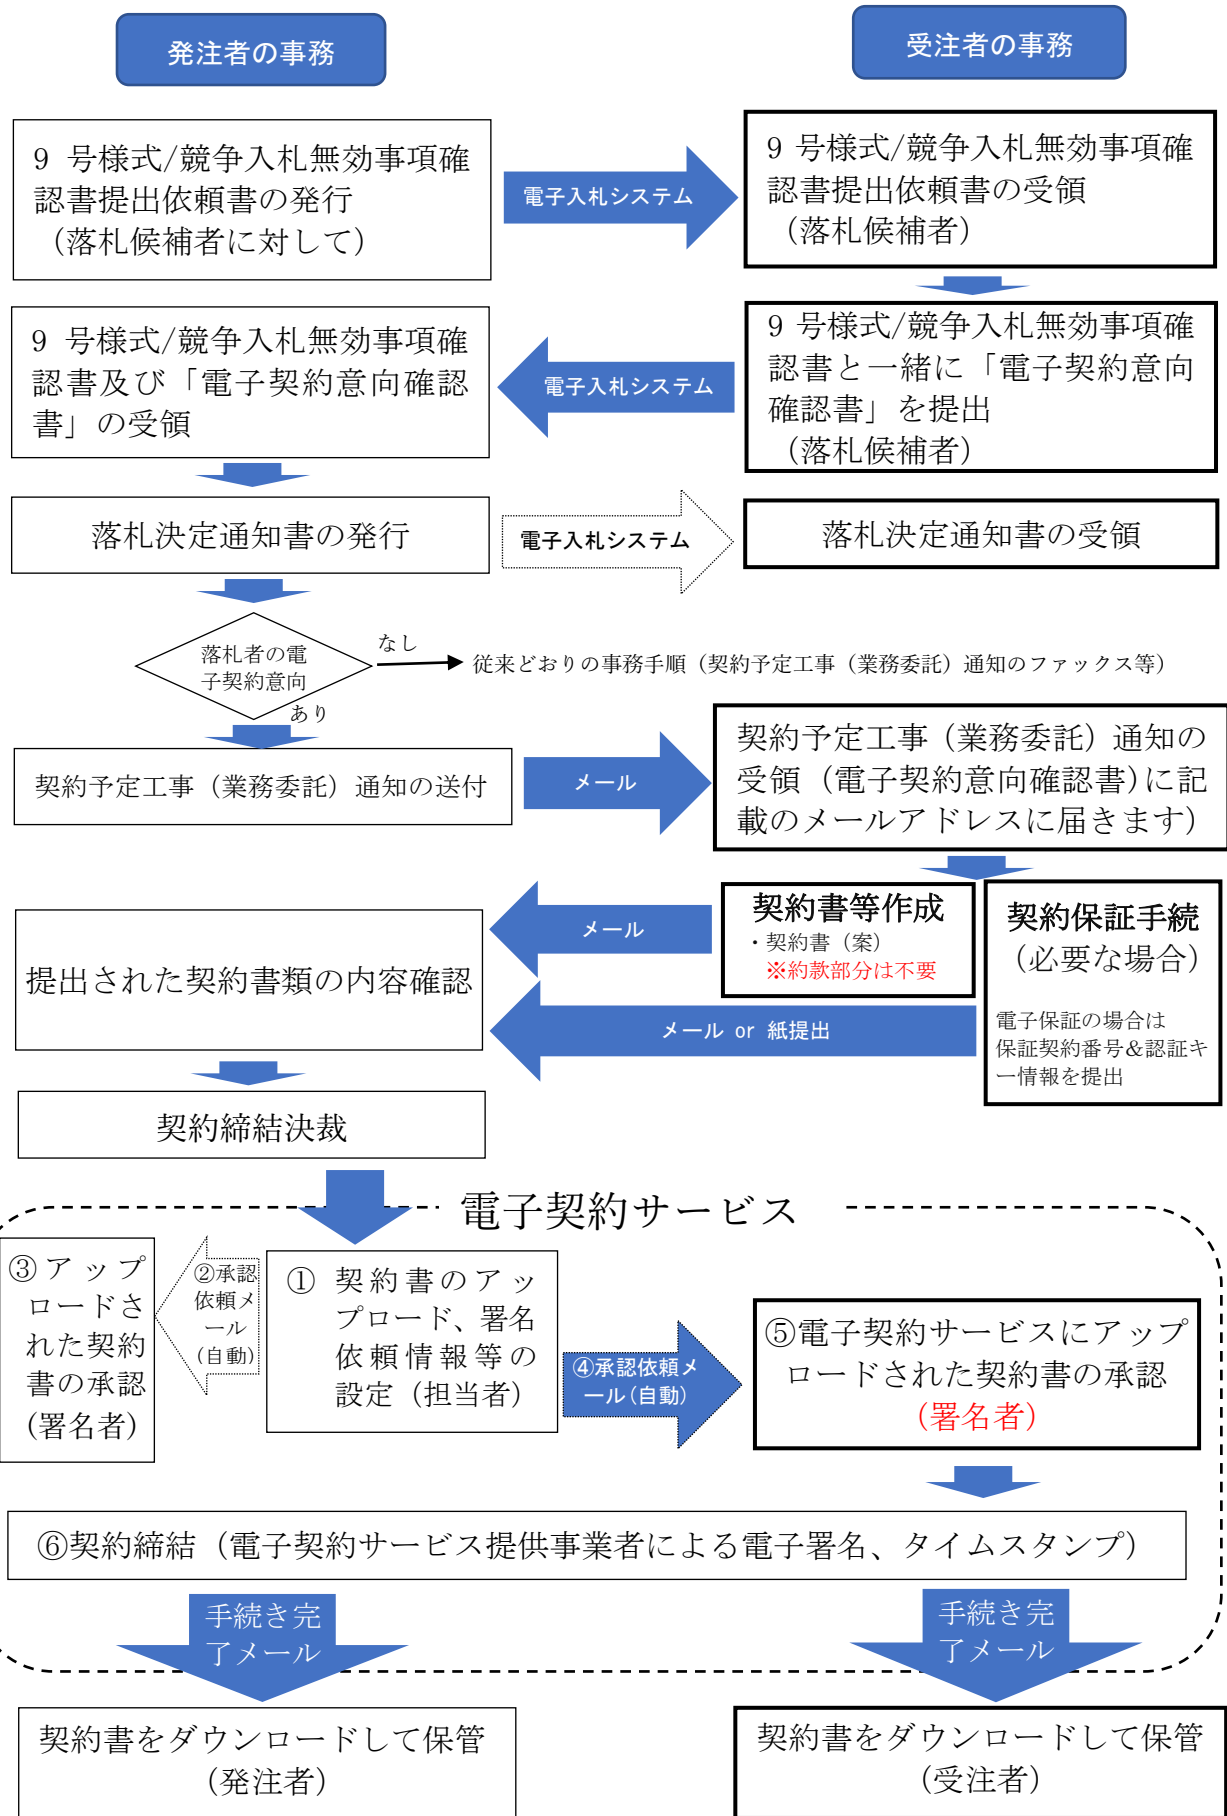 発注者の事務
受注者の事務
9 号様式/競争入札無効事項確
認書提出依頼書の発行
（落札候補者に対して）
電子入札システム
9 号様式/競争入札無効事項確
認書提出依頼書の受領
（落札候補者）
9 号様式/競争入札無効事項確
認書及び「電子契約意向確認
書」の受領
電子入札システム
9 号様式/競争入札無効事項確
認書と一緒に「電子契約意向
確認書」を提出
（落札候補者）
落札決定通知書の発行
電子入札システム
落札決定通知書の受領
落札者の電
子契約意向
なし
従来どおりの事務手順（契約予定工事（業務委託）通知のファックス等）
あり
契約予定工事（業務委託）通知の送付
メール
契約予定工事（業務委託）通知の
受領（電子契約意向確認書）に記
載のメールアドレスに届きます）
提出された契約書類の内容確認
メール
契約書等作成
・契約書（案）
※約款部分は不要
契約保証手続
（必要な場合）
電子保証の場合は
保証契約番号&認証キ
ー情報を提出
メール or 紙提出
契約締結決裁
電子契約サービス
③アップ
ロードさ
れた契約
書の承認
(署名者)
②承認
依頼メ
ール
(自動)
① 契約書のアッ
プロード、署名
依頼情報等の
設定（担当者）
④承認依頼メ
ール(自動)
⑤電子契約サービスにアップ
ロードされた契約書の承認
（署名者）
⑥契約締結（電子契約サービス提供事業者による電子署名、タイムスタンプ）
手続き完
了メール
手続き完
了メール
契約書をダウンロードして保管
（発注者）
契約書をダウンロードして保管
（受注者）